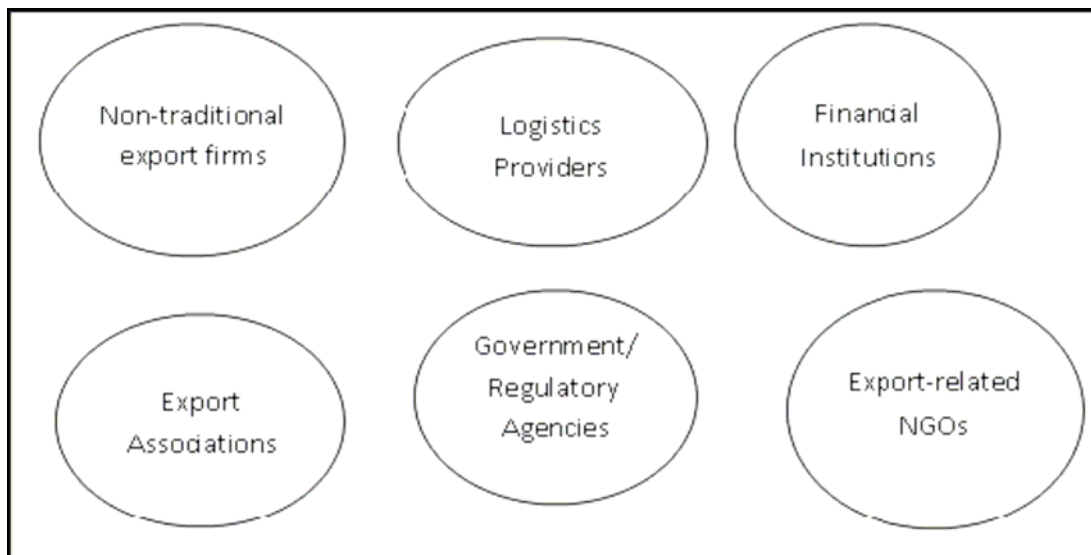 Non-traditional
export firms
Logistics
Providers
Financial
Institutions
Export
Associations
Government/
Regulatory
Agencies
Export-related
NGOs